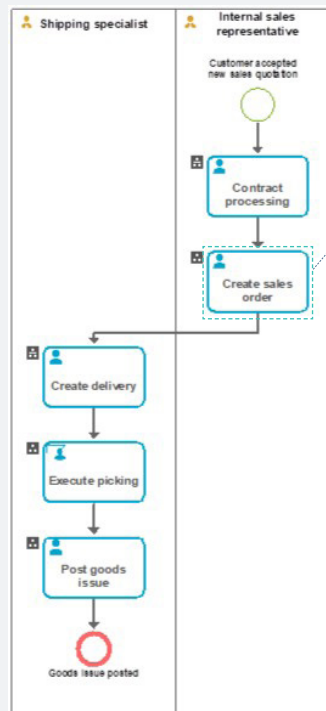 Shipping specialist
Internal sales
representative
Customer accepted
new sales quotation
Contract
processing
Create sales
order
Create delivery
Execute picking
Post goods
issue
Goods issue posted